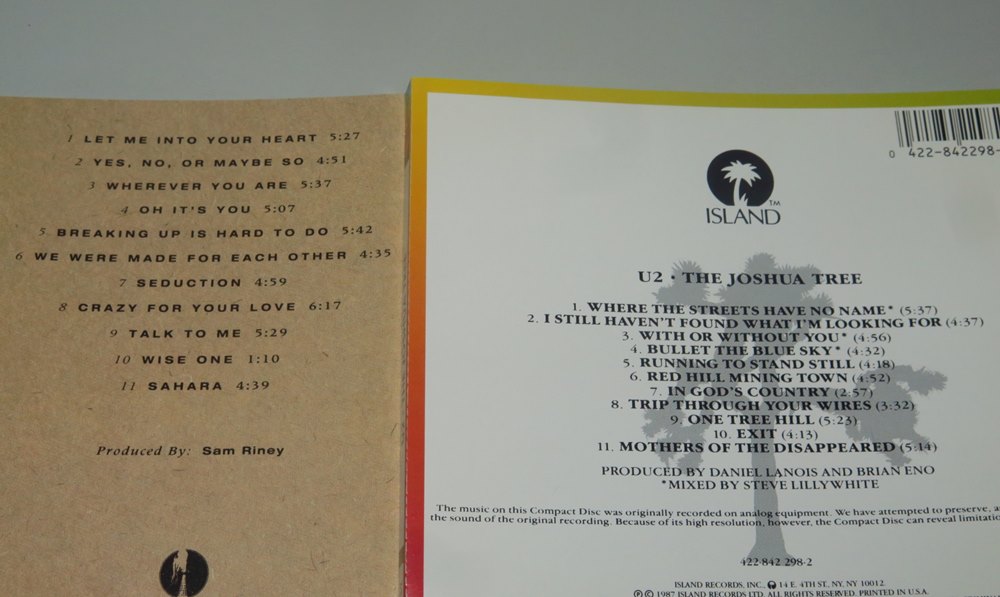 1 LET ME INTO YOUR HEART 5:27
2 YES, NO, OR MAYBE SO 4:51
3 WHEREVER YOU ARE 5:37
4 OH IT'S YOU 5:07
5 BREAKING UP IS HARD TO DO 5:42
6 WE WERE MADE FOR EACH OTHER 4:35
7 SEDUCTION 4:59
8 CRAZY FOR YOUR LOVE 6:17
9 TALK TO ME 5:29
10 WISE ONE 1:10
11 SAHARA 4:39
Produced By: Sam Riney
0 422-842298-
ISLAND™
U2 • THE JOSHUA TREE
1. WHERE THE STREETS HAVE NO NAME* (5:37)
2. I STILL HAVEN'T FOUND WHAT I'M LOOKING FOR (4:37)
3. WITH OR WITHOUT YOU* (4:56)
4. BULLET THE BLUE SKY* (4:32)
5. RUNNING TO STAND STILL (4:18)
6. RED HILL MINING TOWN (4:52)
7. IN GOD'S COUNTRY (2:57)
8. TRIP THROUGH YOUR WIRES (3:32)
9. ONE TREE HILL (5:23)
10. EXIT (4:13)
11. MOTHERS OF THE DISAPPEARED (5:14)
PRODUCED BY DANIEL LANOIS AND BRIAN ENO
*MIXED BY STEVE LILLYWHITE
The music on this Compact Disc was originally recorded on analog equipment. We have attempted to preserve, a
the sound of the original recording. Because of its high resolution, however, the Compact Disc can reveal limitatio
422 842 298-2
ISLAND RECORDS, INC., 14 E. 4TH ST., NY, NY 10012
℗ © 1987 ISLAND RECORDS LTD. ALL RIGHTS RESERVED. PRINTED IN U.S.A.